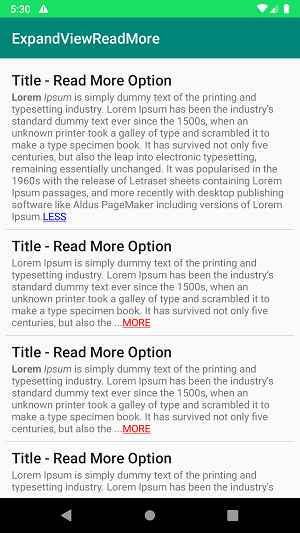 5:30
ExpandViewReadMore
Title - Read More Option
Lorem Ipsum is simply dummy text of the printing and
typesetting industry. Lorem Ipsum has been the industry's
standard dummy text ever since the 1500s, when an
unknown printer took a galley of type and scrambled it to
make a type specimen book. It has survived not only five
centuries, but also the leap into electronic typesetting,
remaining essentially unchanged. It was popularised in the
1960s with the release of Letraset sheets containing Lorem
Ipsum passages, and more recently with desktop publishing
software like Aldus PageMaker including versions of Lorem
Ipsum.LESS
Title - Read More Option
Lorem Ipsum is simply dummy text of the printing and
typesetting industry. Lorem Ipsum has been the industry's
standard dummy text ever since the 1500s, when an
unknown printer took a galley of type and scrambled it to
make a type specimen book. It has survived not only five
centuries, but also the ...MORE
Title - Read More Option
Lorem Ipsum is simply dummy text of the printing and
typesetting industry. Lorem Ipsum has been the industry's
standard dummy text ever since the 1500s, when an
unknown printer took a galley of type and scrambled it to
make a type specimen book. It has survived not only five
centuries, but also the ...MORE
Title - Read More Option
Lorem Ipsum is simply dummy text of the printing and
typesetting industry. Lorem Ipsum has been the industry's